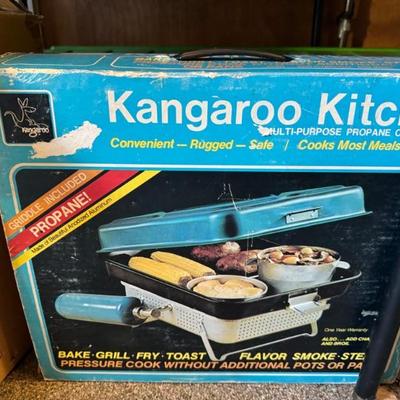 Kangaroo
Kangaroo Kitc
MULTI-PURPOSE PROPANE C
Convenient — Rugged — Safe / Cooks Most Meals
GRIDDLE INCLUDED
PROPANE!
Made of Beautiful Anodized Aluminum
One Year Warranty
ALSO... ADD CHA
AND BROIL
BAKE · GRILL · FRY · TOAST FLAVOR SMOKE · STE
PRESSURE COOK WITHOUT ADDITIONAL POTS OR PA